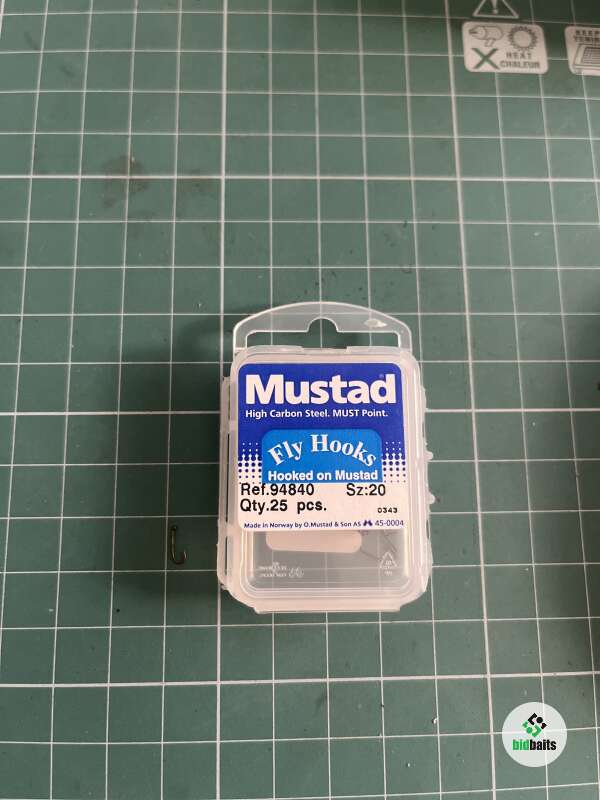 HEAT
CHALEUR
KEEP
Mustad
High Carbon Steel. MUST Point.
Fly Hooks
Hooked on Mustad
Ref.94840 Sz:20
Qty.25 pcs.
0343
Made in Norway by O.Mustad & Son AS 45-0004
bidbaits